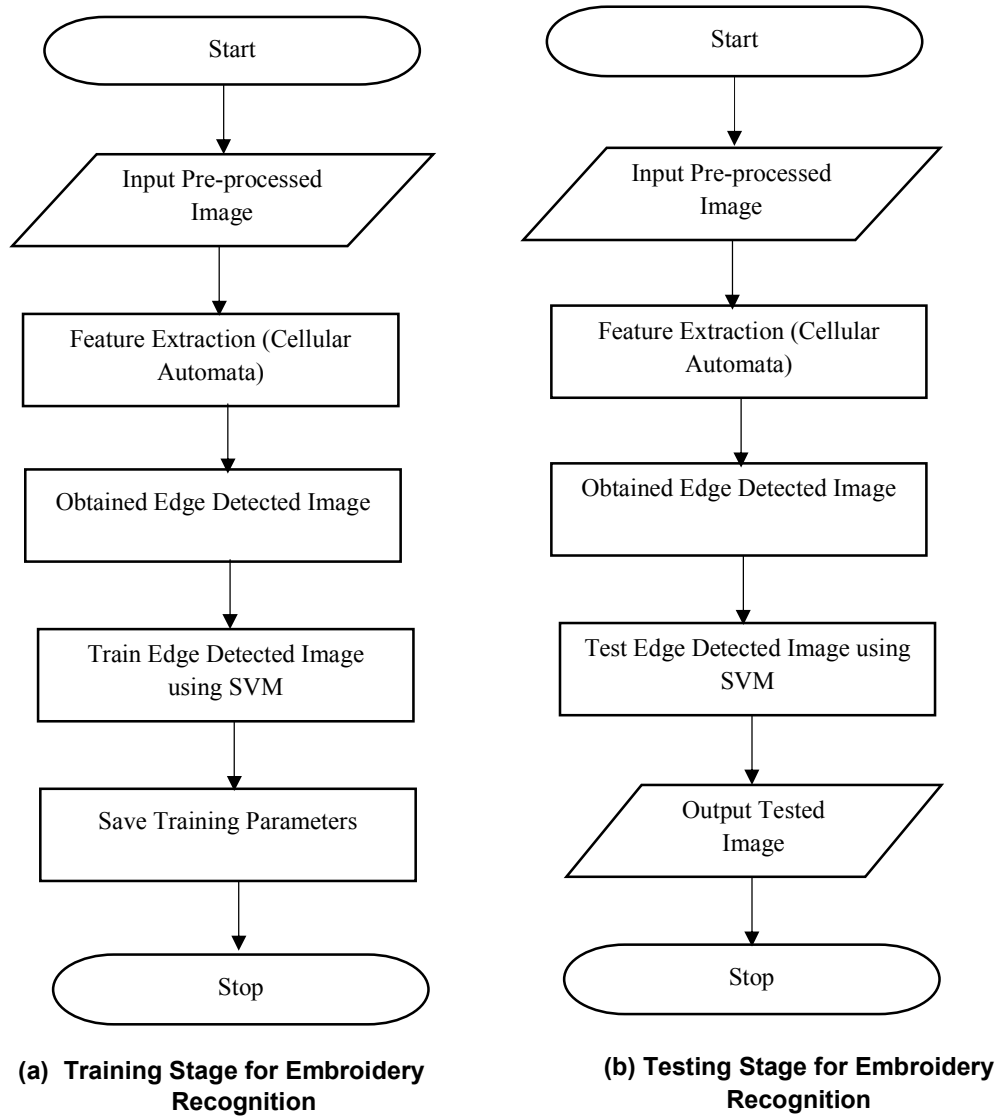 Start
Input Pre-processed
Image
Feature Extraction (Cellular
Automata)
Obtained Edge Detected Image
Train Edge Detected Image
using SVM
Save Training Parameters
Stop
(a) Training Stage for Embroidery
Recognition
Start
Input Pre-processed
Image
Feature Extraction (Cellular
Automata)
Obtained Edge Detected Image
Test Edge Detected Image using
SVM
Output Tested
Image
Stop
(b) Testing Stage for Embroidery
Recognition